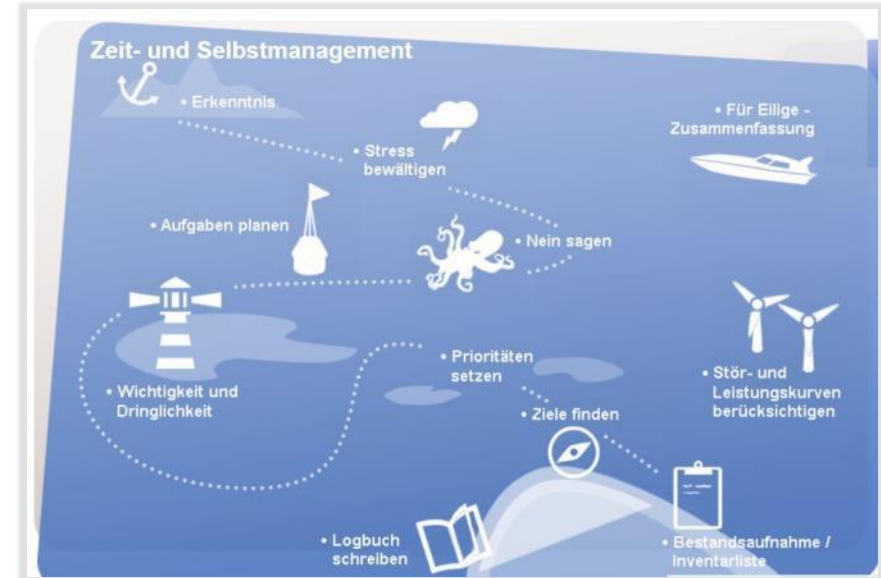 Zeit- und Selbstmanagement
• Erkenntnis
• Für Eilige -
Zusammenfassung
• Stress
bewältigen
• Aufgaben planen
• Nein sagen
• Prioritäten
setzen
• Stör- und
Leistungskurven
berücksichtigen
• Wichtigkeit und
Dringlichkeit
• Ziele finden
• Logbuch
schreiben
• Bestandsaufnahme /
Inventarliste